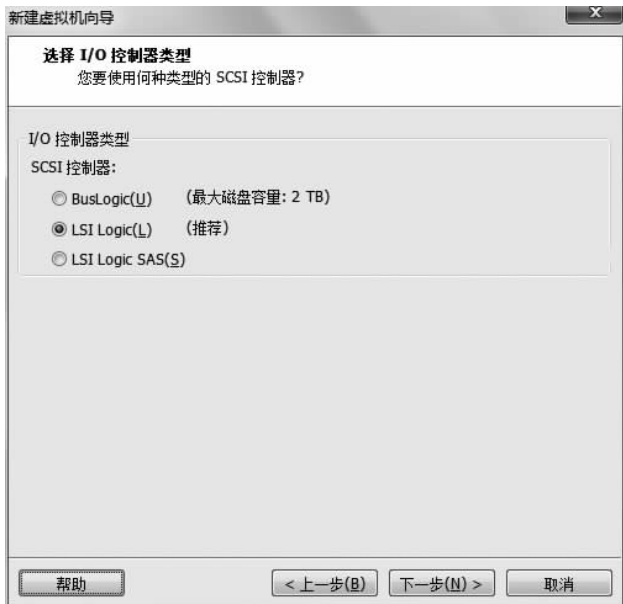 新建虚拟机向导
选择 I/O 控制器类型
您要使用何种类型的 SCSI 控制器?
I/O 控制器类型
SCSI 控制器:
BusLogic(U) (最大磁盘容量: 2 TB)
LSI Logic(L) (推荐)
LSI Logic SAS(S)
帮助 < 上一步(B) 下一步(N) > 取消